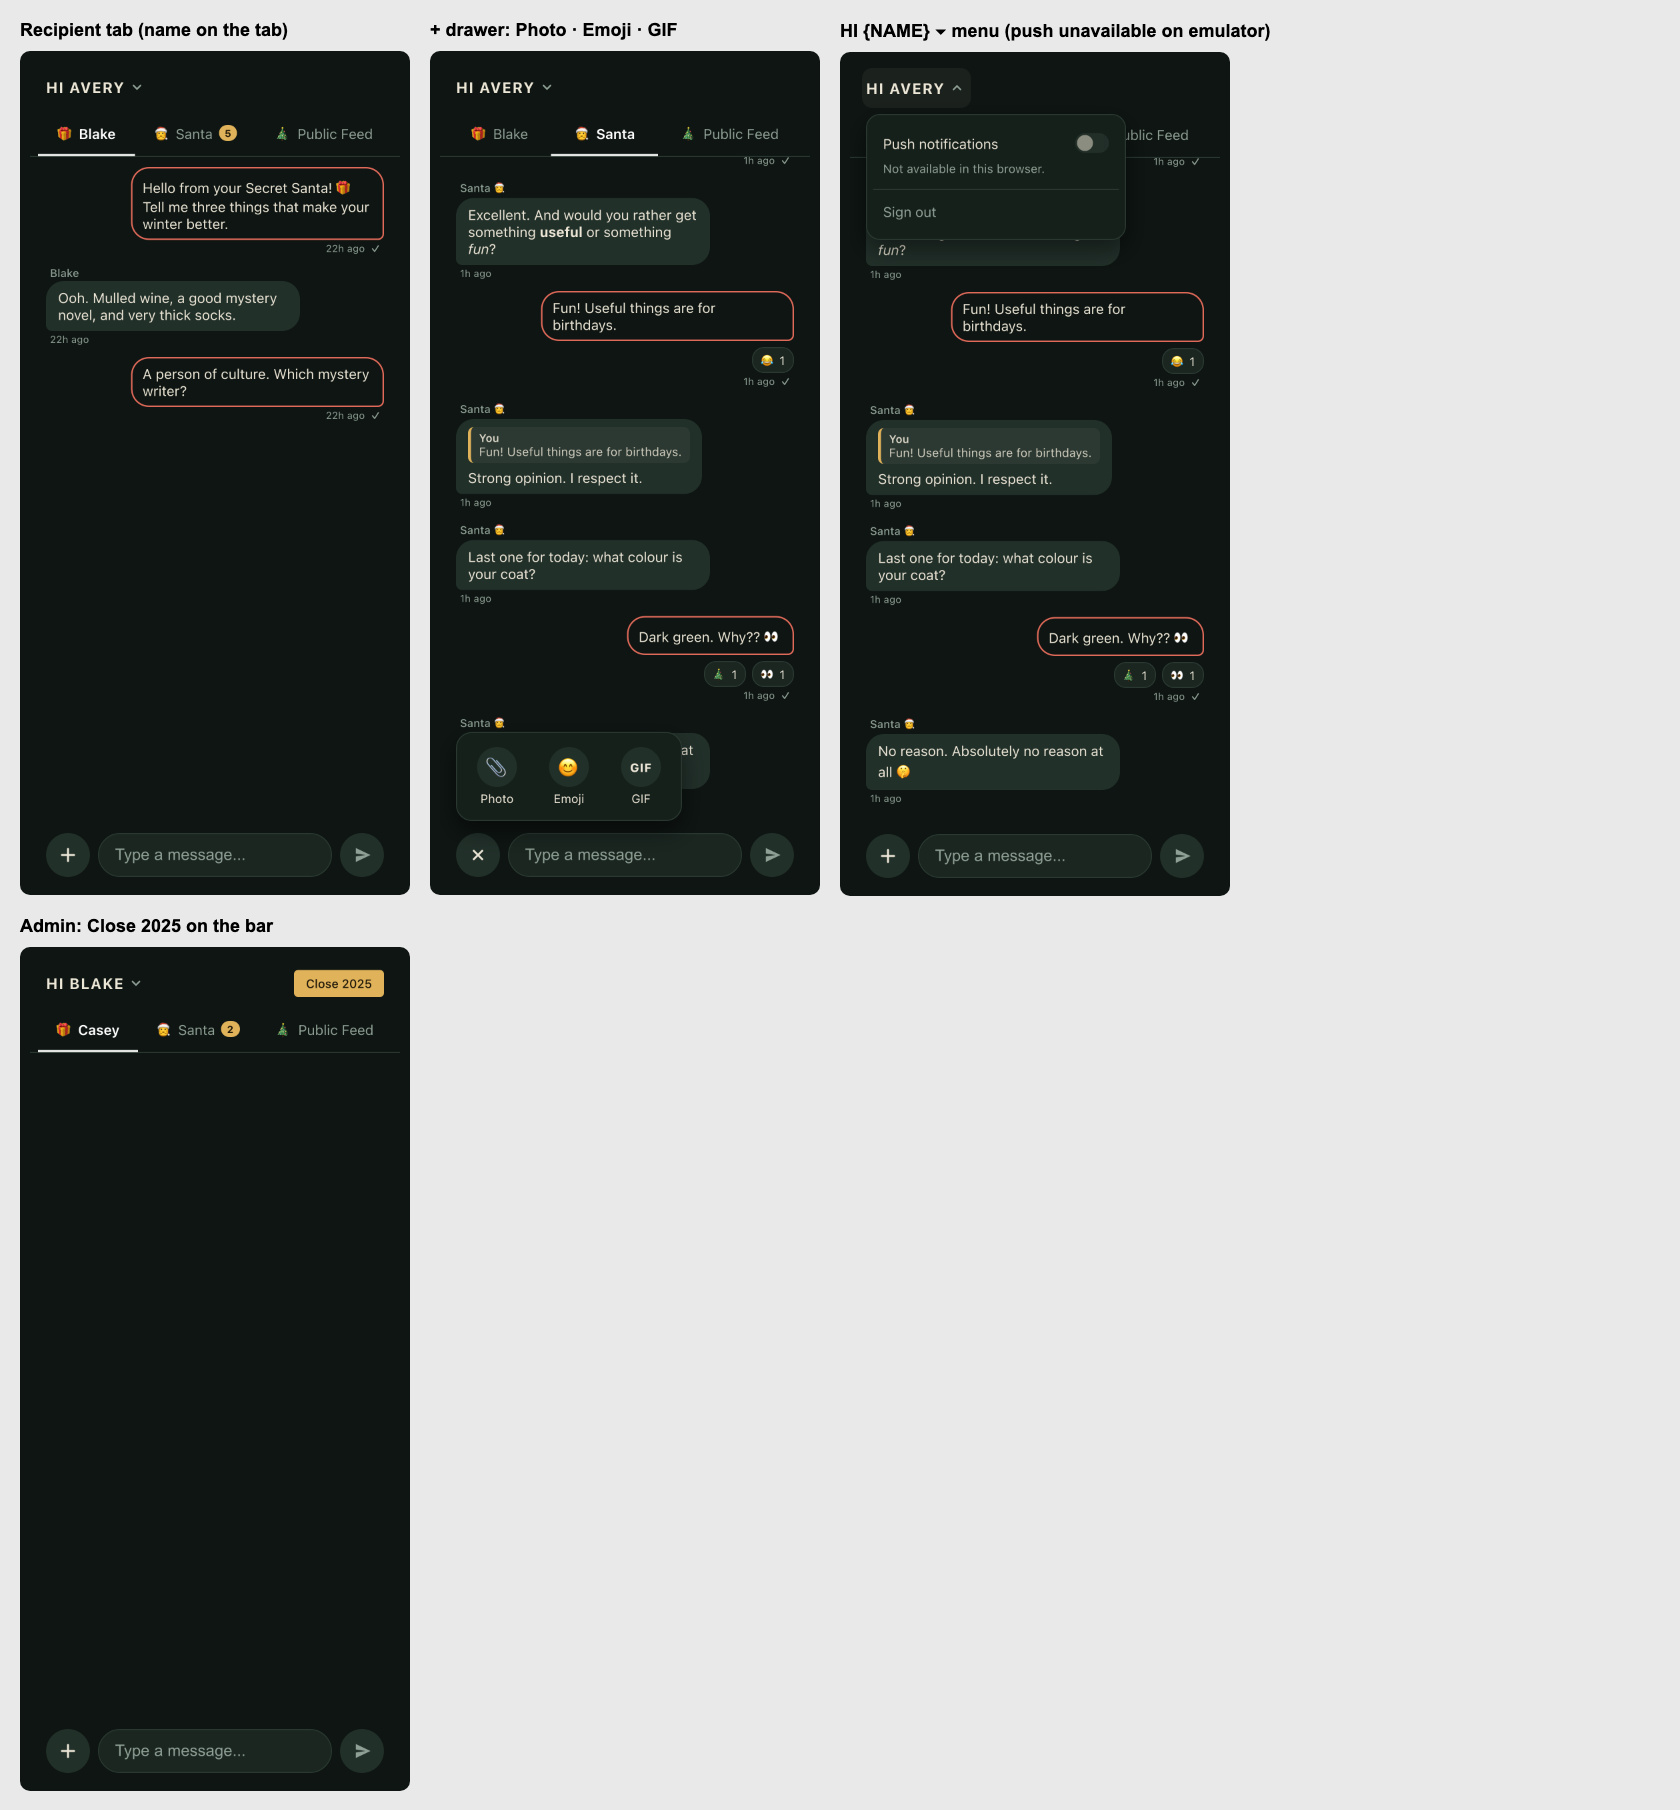 Recipient tab (name on the tab)
HI AVERY
Blake
Santa 5
Public Feed
Hello from your Secret Santa! 🎁
Tell me three things that make your
winter better.
22h ago ✓
Blake
Ooh. Mulled wine, a good mystery
novel, and very thick socks.
22h ago
A person of culture. Which mystery
writer?
22h ago ✓
Type a message...
+ drawer: Photo · Emoji · GIF
HI AVERY
Blake
Santa
Public Feed
1h ago ✓
Santa
Excellent. And would you rather get
something useful or something
fun?
1h ago
Fun! Useful things are for
birthdays.
😂 1
1h ago ✓
Santa
You
Fun! Useful things are for birthdays.
Strong opinion. I respect it.
1h ago
Santa
Last one for today: what colour is
your coat?
1h ago
Dark green. Why?? 👀
🎄 1 👀 1
1h ago ✓
Santa
at
GIF
Photo
Emoji
GIF
Type a message...
HI {NAME} ▾ menu (push unavailable on emulator)
HI AVERY
Push notifications
Not available in this browser.
Sign out
ublic Feed
1h ago ✓
fun?
1h ago
Fun! Useful things are for
birthdays.
😂 1
1h ago ✓
Santa
You
Fun! Useful things are for birthdays.
Strong opinion. I respect it.
1h ago
Santa
Last one for today: what colour is
your coat?
1h ago
Dark green. Why?? 👀
🎄 1 👀 1
1h ago ✓
Santa
No reason. Absolutely no reason at
all 🤫
1h ago
Type a message...
Admin: Close 2025 on the bar
HI BLAKE
Close 2025
Casey
Santa 2
Public Feed
Type a message...